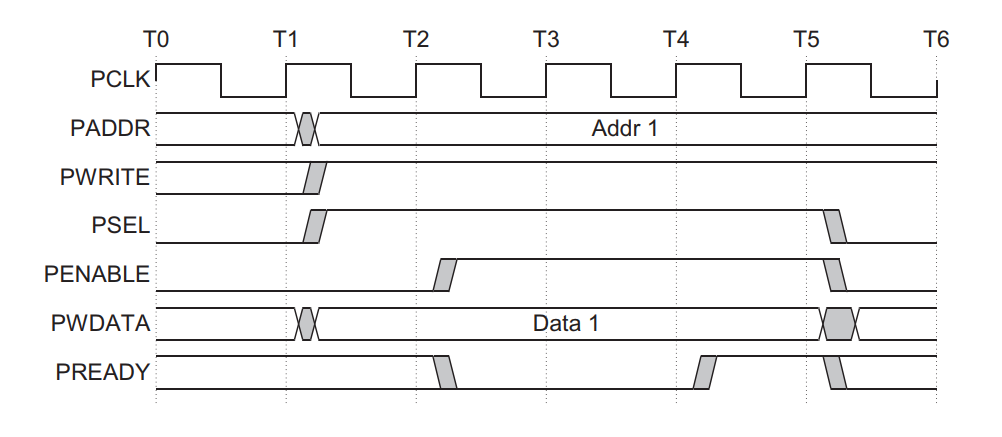 T0 T1 T2 T3 T4 T5 T6
PCLK
PADDR Addr 1
PWRITE
PSEL
PENABLE
PWDATA Data 1
PREADY